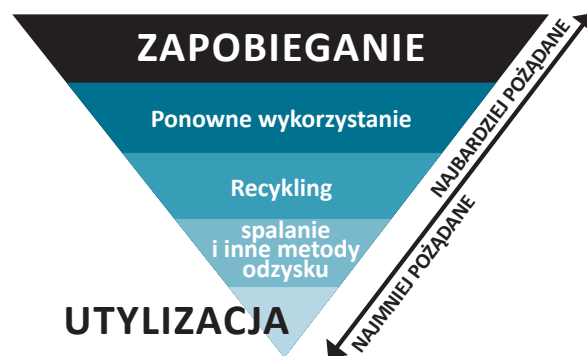 ZAPOBIEGANIE
Ponowne wykorzystanie
Recykling
spalanie
i inne metody
odzysku
UTYLIZACJA
NAJBARDZIEJ POŻĄDANE
NAJMNIEJ POŻĄDANE